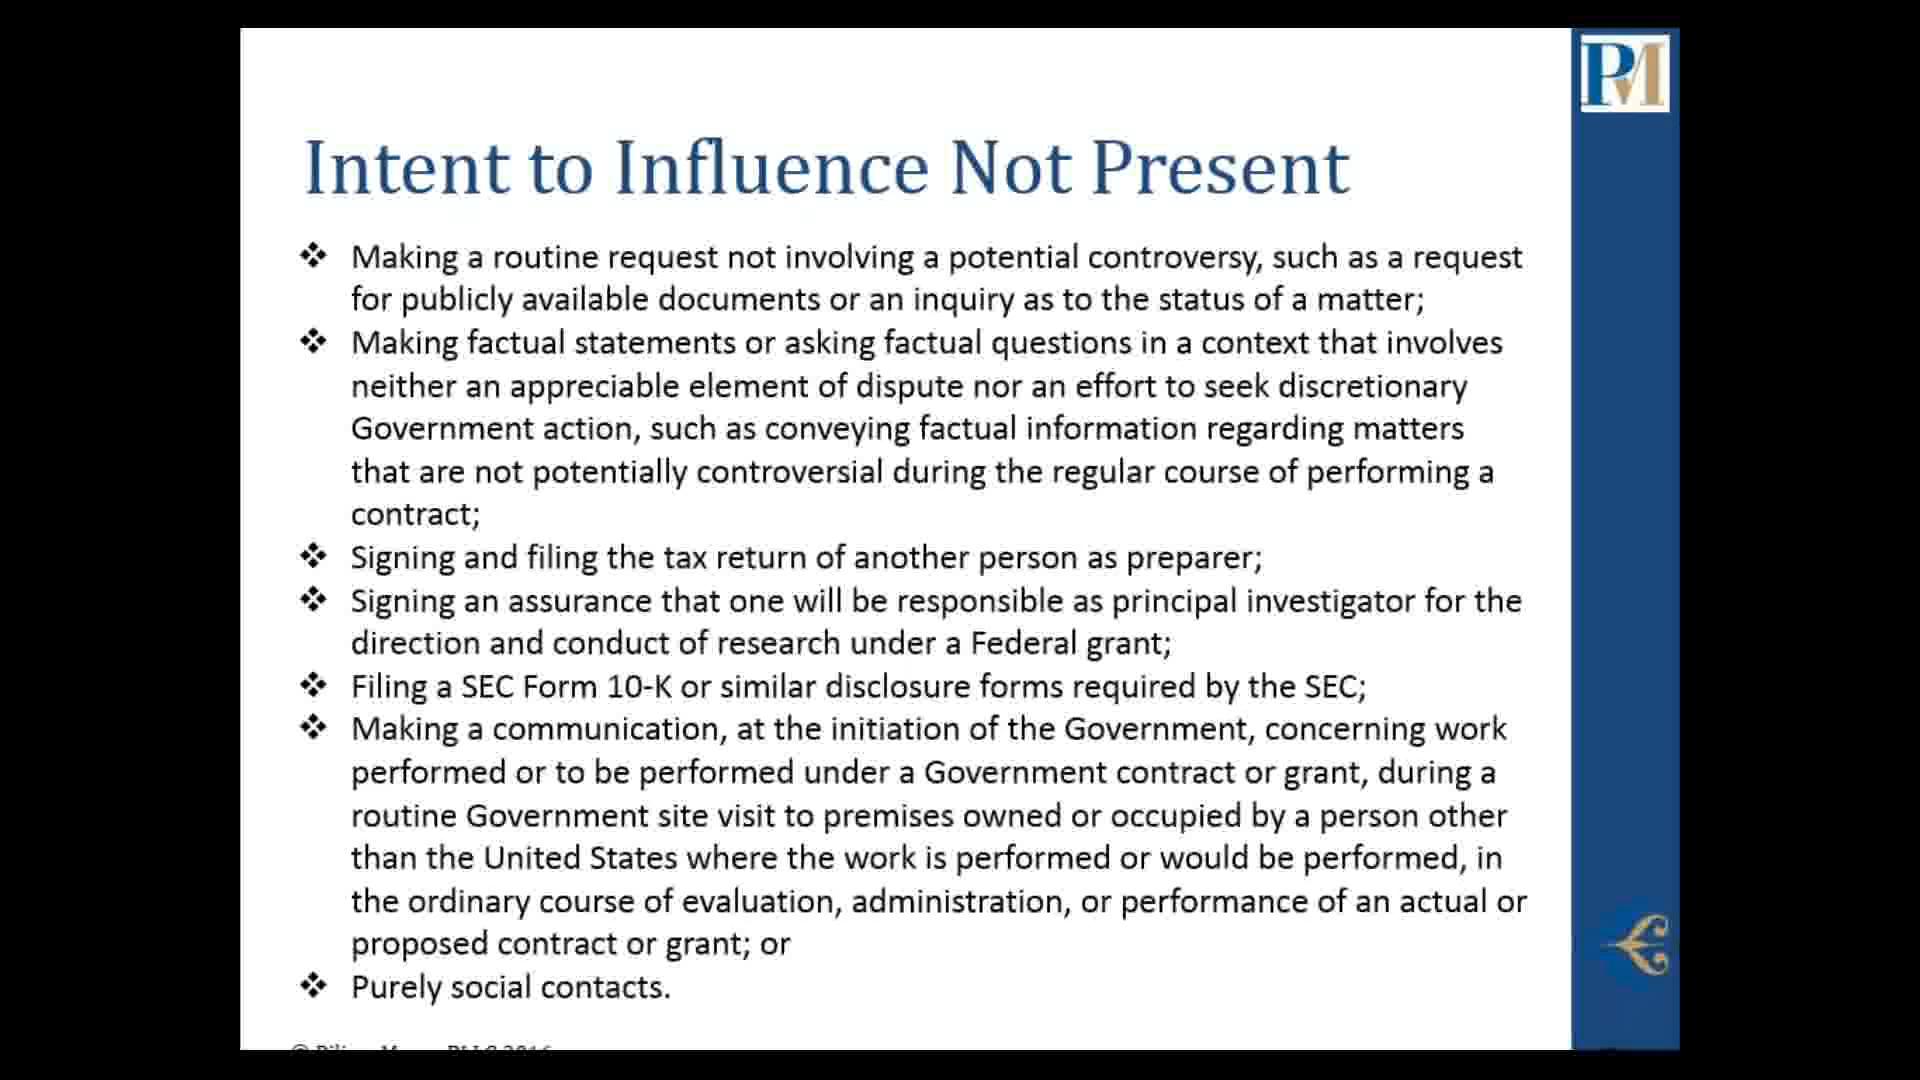 PM
Intent to Influence Not Present
❖ Making a routine request not involving a potential controversy, such as a request
for publicly available documents or an inquiry as to the status of a matter;
❖ Making factual statements or asking factual questions in a context that involves
neither an appreciable element of dispute nor an effort to seek discretionary
Government action, such as conveying factual information regarding matters
that are not potentially controversial during the regular course of performing a
contract;
❖ Signing and filing the tax return of another person as preparer;
❖ Signing an assurance that one will be responsible as principal investigator for the
direction and conduct of research under a Federal grant;
❖ Filing a SEC Form 10-K or similar disclosure forms required by the SEC;
❖ Making a communication, at the initiation of the Government, concerning work
performed or to be performed under a Government contract or grant, during a
routine Government site visit to premises owned or occupied by a person other
than the United States where the work is performed or would be performed, in
the ordinary course of evaluation, administration, or performance of an actual or
proposed contract or grant; or
❖ Purely social contacts.